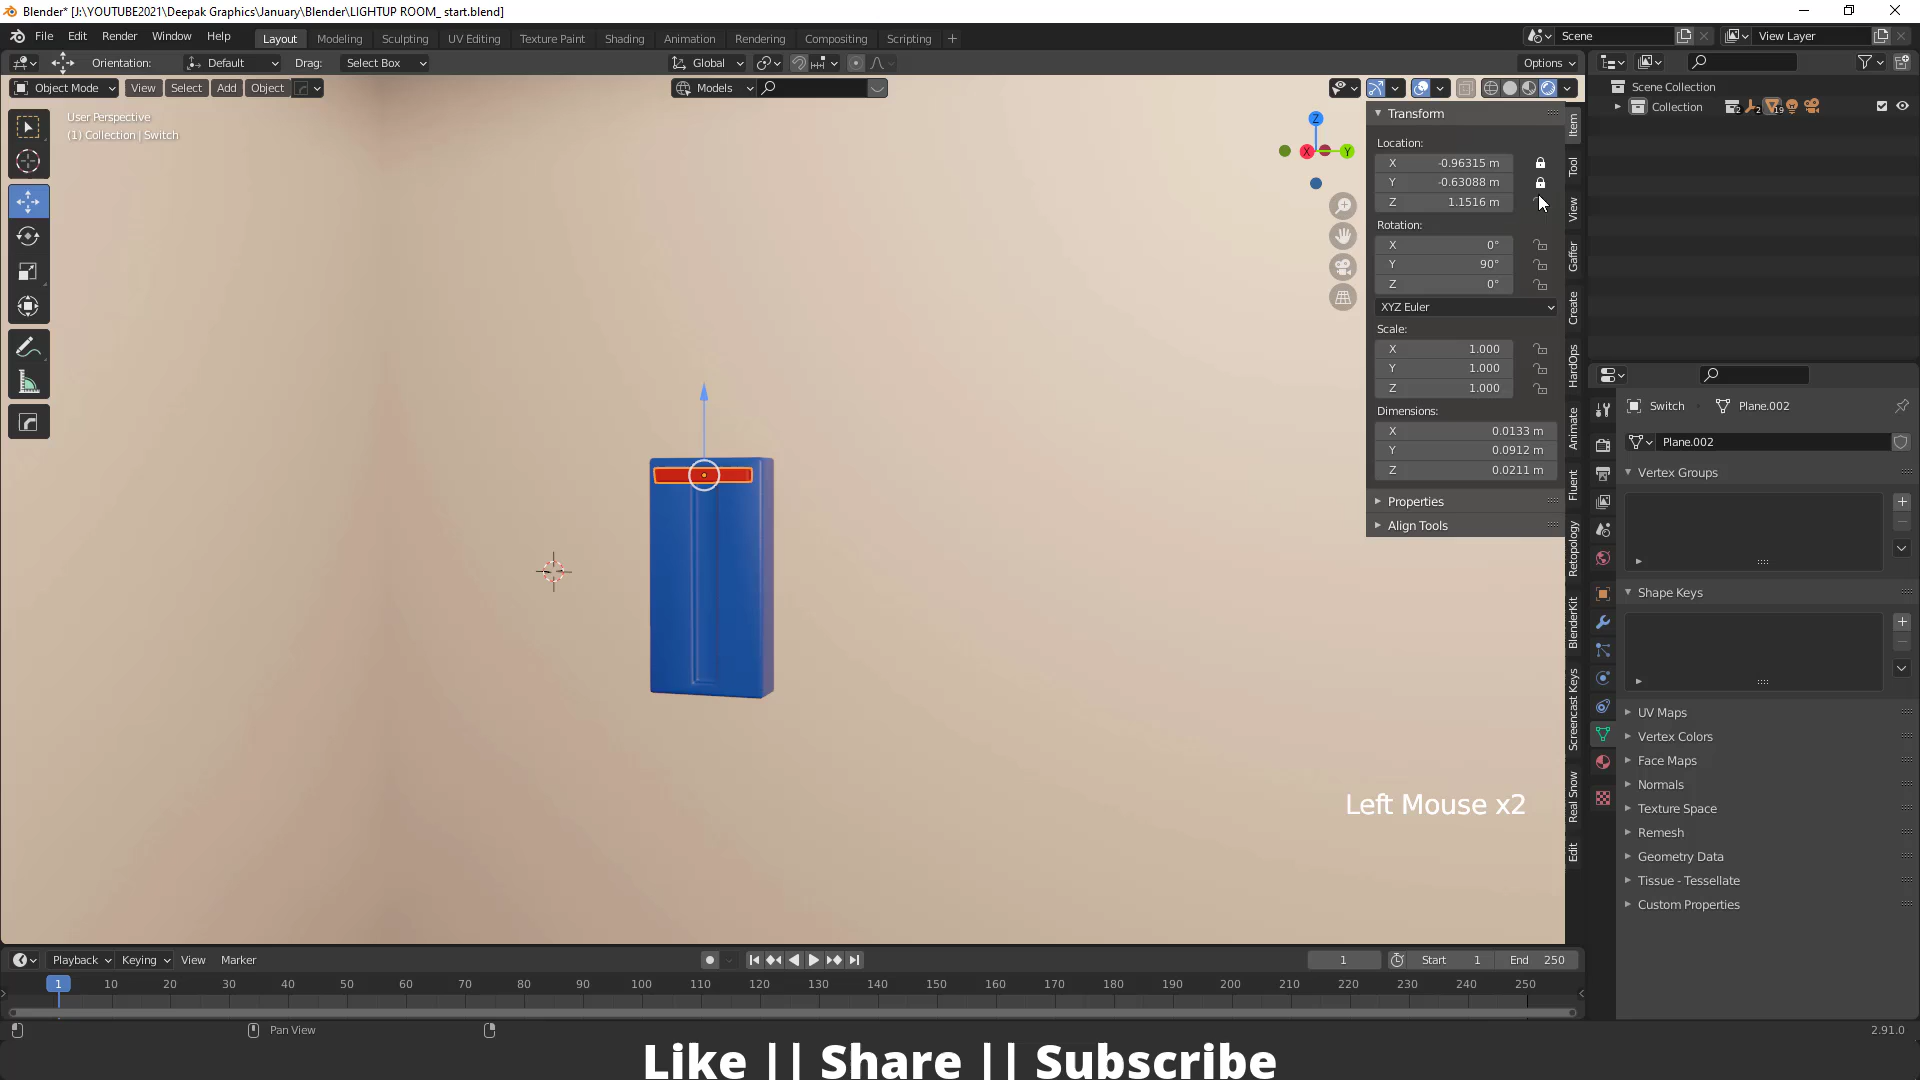 Blender* [J:\YOUTUBE2021\Deepak Graphics\January\Blender\LIGHTUP ROOM_ start.blend]
File Edit Render Window Help Layout Modeling Sculpting UV Editing Texture Paint Shading Animation Rendering Compositing Scripting + Scene View Layer
Orientation: Default Drag: Select Box Global Options
Object Mode View Select Add Object Models
Scene Collection
Collection 2 2 19
User Perspective
(1) Collection | Switch
Z
X
Y
Transform
Location:
X -0.96315 m
Y -0.63088 m
Z 1.1516 m
Rotation:
X 0°
Y 90°
Z 0°
XYZ Euler
Scale:
X 1.000
Y 1.000
Z 1.000
Dimensions:
X 0.0133 m
Y 0.0912 m
Z 0.0211 m
Properties
Align Tools
Item
Tool
View
Gaffer
Create
HardOps
Animate
Fluent
Retopology
BlenderKit
Screencast Keys
Real Snow
Edit
Switch Plane.002
Plane.002
Vertex Groups
Shape Keys
UV Maps
Vertex Colors
Face Maps
Normals
Texture Space
Remesh
Geometry Data
Tissue - Tessellate
Custom Properties
Left Mouse x2
Playback Keying View Marker 1 Start 1 End 250
1 10 20 30 40 50 60 70 80 90 100 110 120 130 140 150 160 170 180 190 200 210 220 230 240 250
Pan View
2.91.0
Like || Share || Subscribe